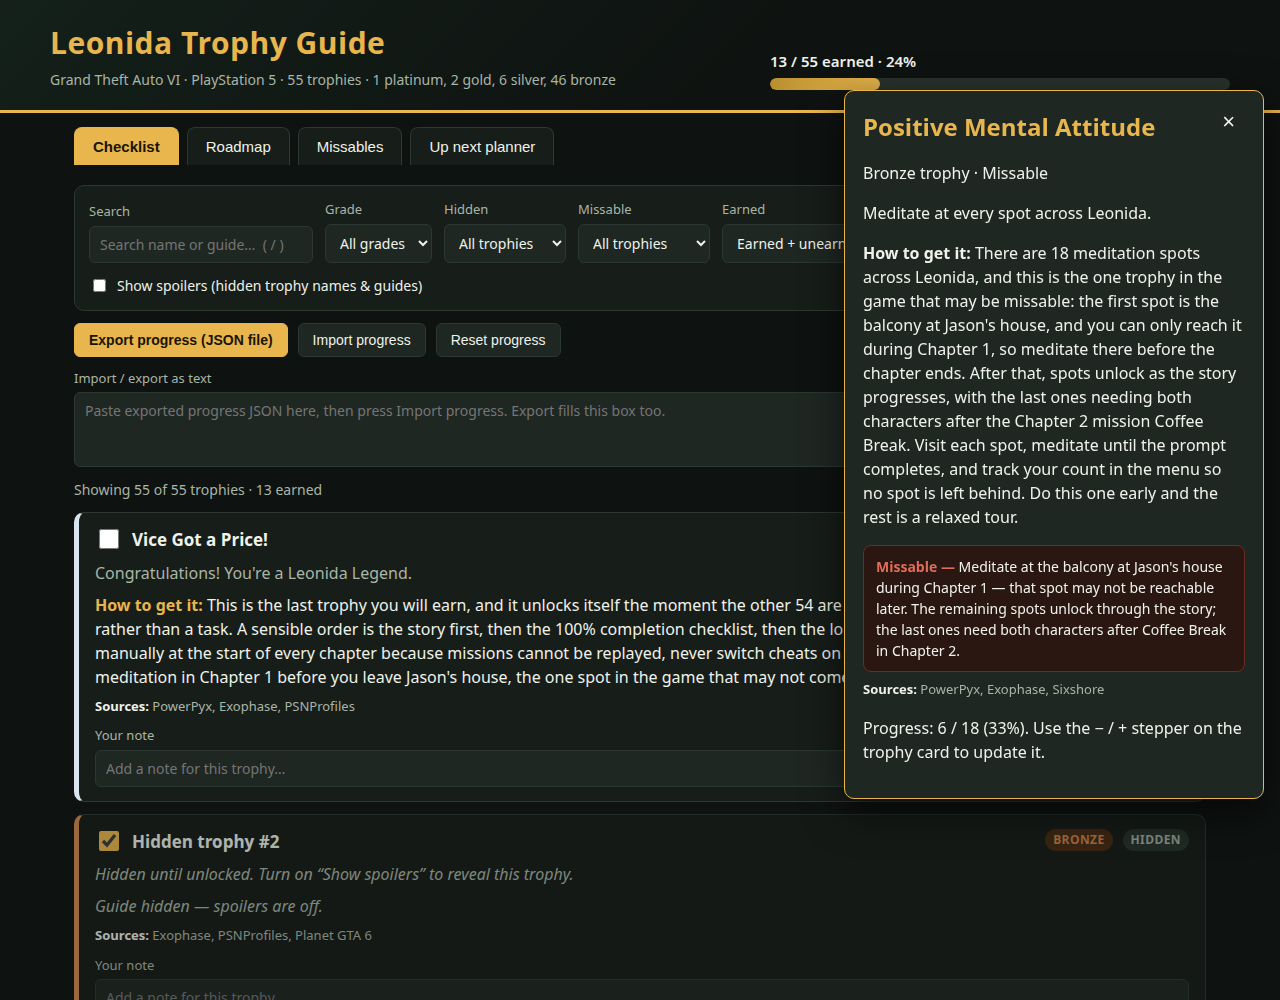 Leonida Trophy Guide
Grand Theft Auto VI · PlayStation 5 · 55 trophies · 1 platinum, 2 gold, 6 silver, 46 bronze
13 / 55 earned · 24%
Checklist
Roadmap
Missables
Up next planner
Search
Grade
Hidden
Missable
Earned
Search name or guide… ( / )
All grades
All trophies
All trophies
Earned + unearn
Show spoilers (hidden trophy names & guides)
Export progress (JSON file)
Import progress
Reset progress
Import / export as text
Paste exported progress JSON here, then press Import progress. Export fills this box too.
Showing 55 of 55 trophies · 13 earned
Vice Got a Price!
Congratulations! You're a Leonida Legend.
How to get it: This is the last trophy you will earn, and it unlocks itself the moment the other 54 are
rather than a task. A sensible order is the story first, then the 100% completion checklist, then the lo
manually at the start of every chapter because missions cannot be replayed, never switch cheats on
meditation in Chapter 1 before you leave Jason's house, the one spot in the game that may not come
Sources: PowerPyx, Exophase, PSNProfiles
Your note
Add a note for this trophy…
Hidden trophy #2
BRONZE
HIDDEN
Hidden until unlocked. Turn on “Show spoilers” to reveal this trophy.
Guide hidden — spoilers are off.
Sources: Exophase, PSNProfiles, Planet GTA 6
Your note
Add a note for this trophy
Positive Mental Attitude
×
Bronze trophy · Missable
Meditate at every spot across Leonida.
How to get it: There are 18 meditation spots
across Leonida, and this is the one trophy in the
game that may be missable: the first spot is the
balcony at Jason's house, and you can only reach it
during Chapter 1, so meditate there before the
chapter ends. After that, spots unlock as the story
progresses, with the last ones needing both
characters after the Chapter 2 mission Coffee
Break. Visit each spot, meditate until the prompt
completes, and track your count in the menu so
no spot is left behind. Do this one early and the
rest is a relaxed tour.
Missable — Meditate at the balcony at Jason's house
during Chapter 1 — that spot may not be reachable
later. The remaining spots unlock through the story;
the last ones need both characters after Coffee Break
in Chapter 2.
Sources: PowerPyx, Exophase, Sixshore
Progress: 6 / 18 (33%). Use the − / + stepper on the
trophy card to update it.